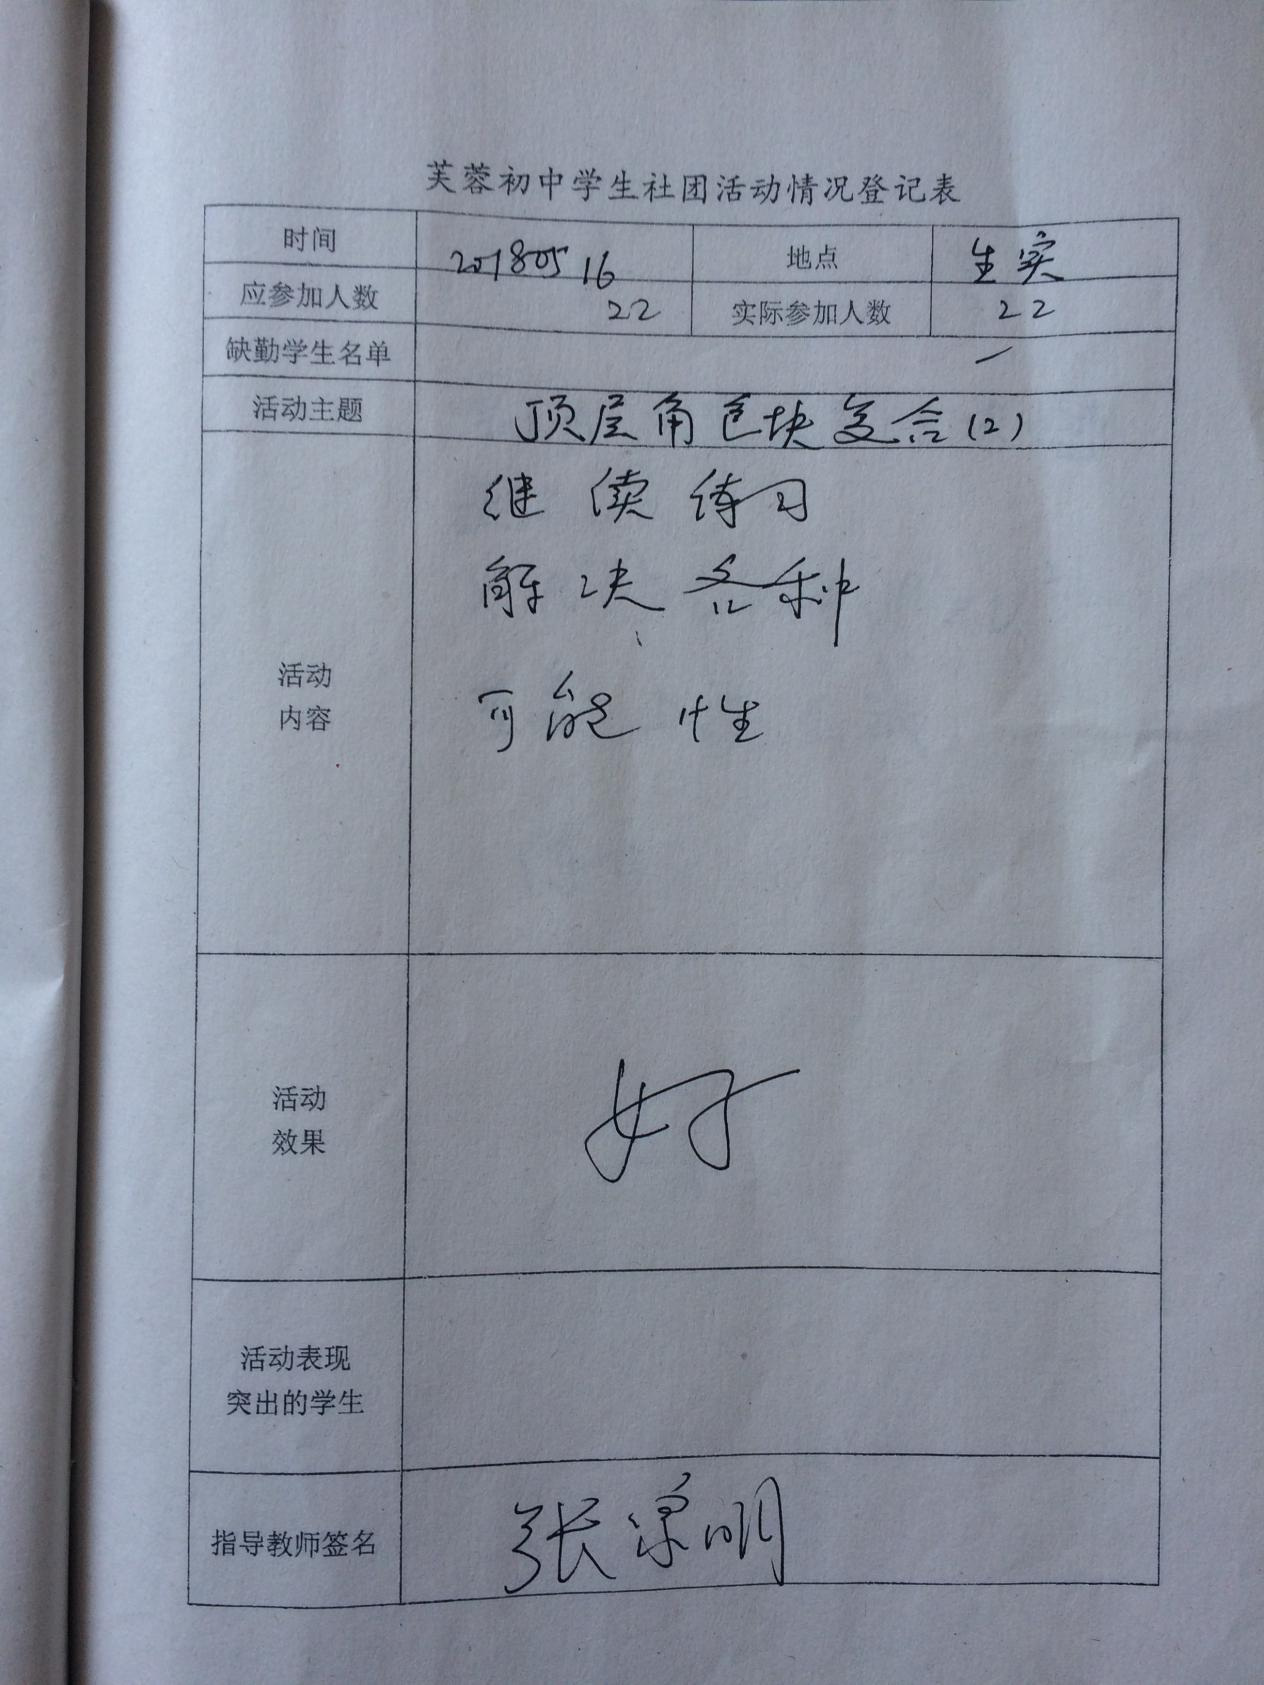 芙蓉初中学生社团活动情况登记表
时间 20180516 地点 生实
应参加人数 22 实际参加人数 22
缺勤学生名单 /
活动主题 顶层角色块复合(2)
活动
内容
继续练习
解决各种
可能性
活动
效果
好
活动表现
突出的学生
指导教师签名 张 明